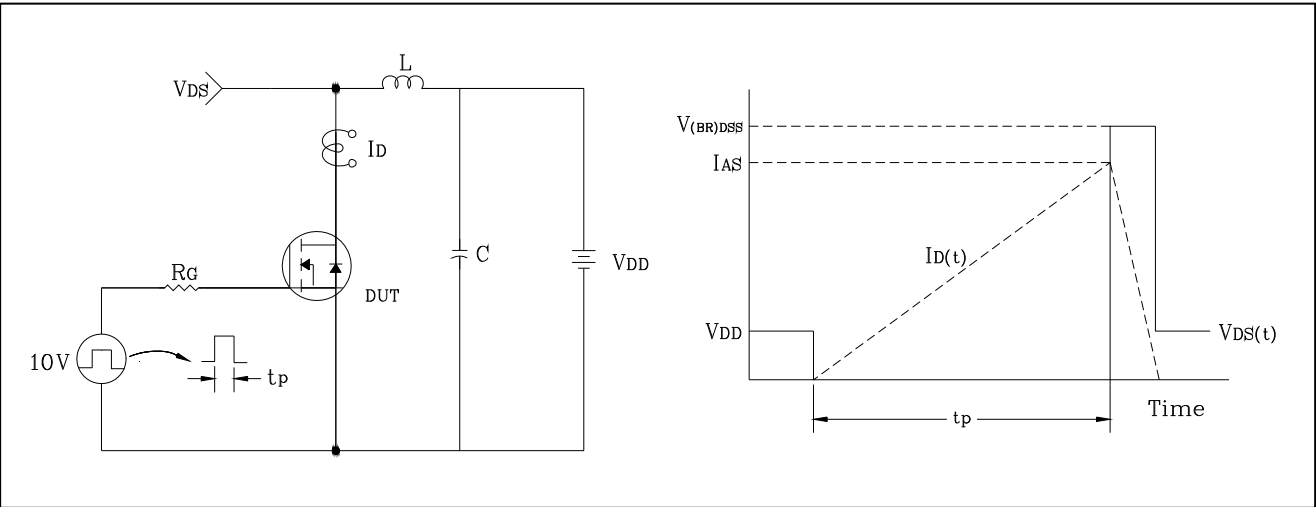 L
VDS
ID
RG
DUT
C
VDD
10V
tp
V(BR)DSS
IAS
ID(t)
VDD
VDS(t)
tp
Time